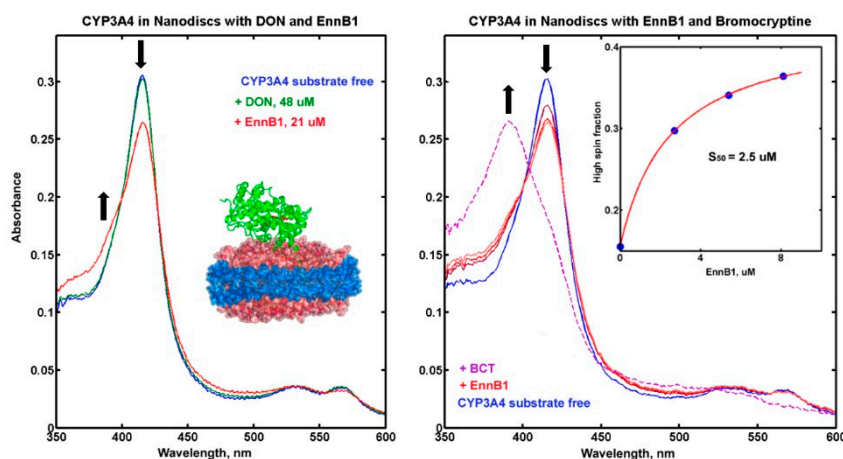 CYP3A4 in Nanodiscs with DON and EnnB1
0.3
0.25
0.2
0.15
0.1
0.05
0
350
400
450
500
550
600
Absorbance
Wavelength, nm
CYP3A4 substrate free
+ DON, 48 uM
+ EnnB1, 21 uM
CYP3A4 in Nanodiscs with EnnB1 and Bromocryptine
0.3
0.25
0.2
0.15
0.1
0.05
0
350
400
450
500
550
600
Wavelength, nm
+ BCT
+ EnnB1
CYP3A4 substrate free
0.4
0.3
0.2
High spin fraction
S50 = 2.5 uM
0
4
8
EnnB1, uM